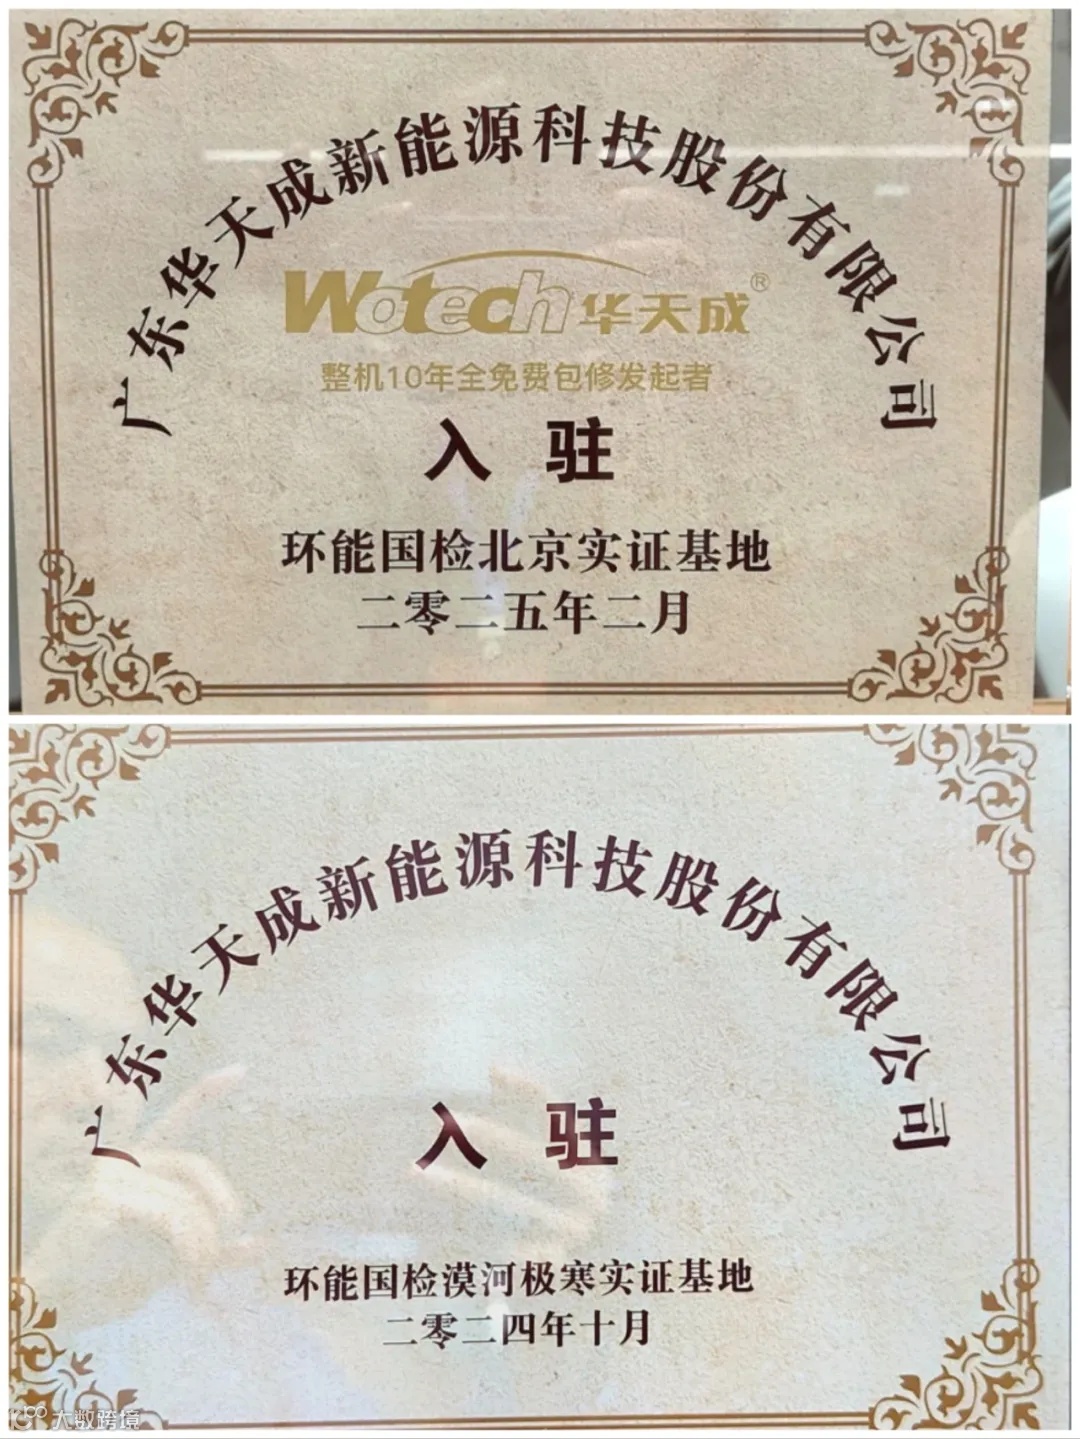 广东华天成新能源科技股份有限公司
Wotech华天成®
整机10年全免费包修发起者
入驻
环能国检北京实证基地
二零二五年二月
广东华天成新能源科技股份有限公司
入驻
环能国检漠河极寒实证基地
二零二四年十月
大数跨境